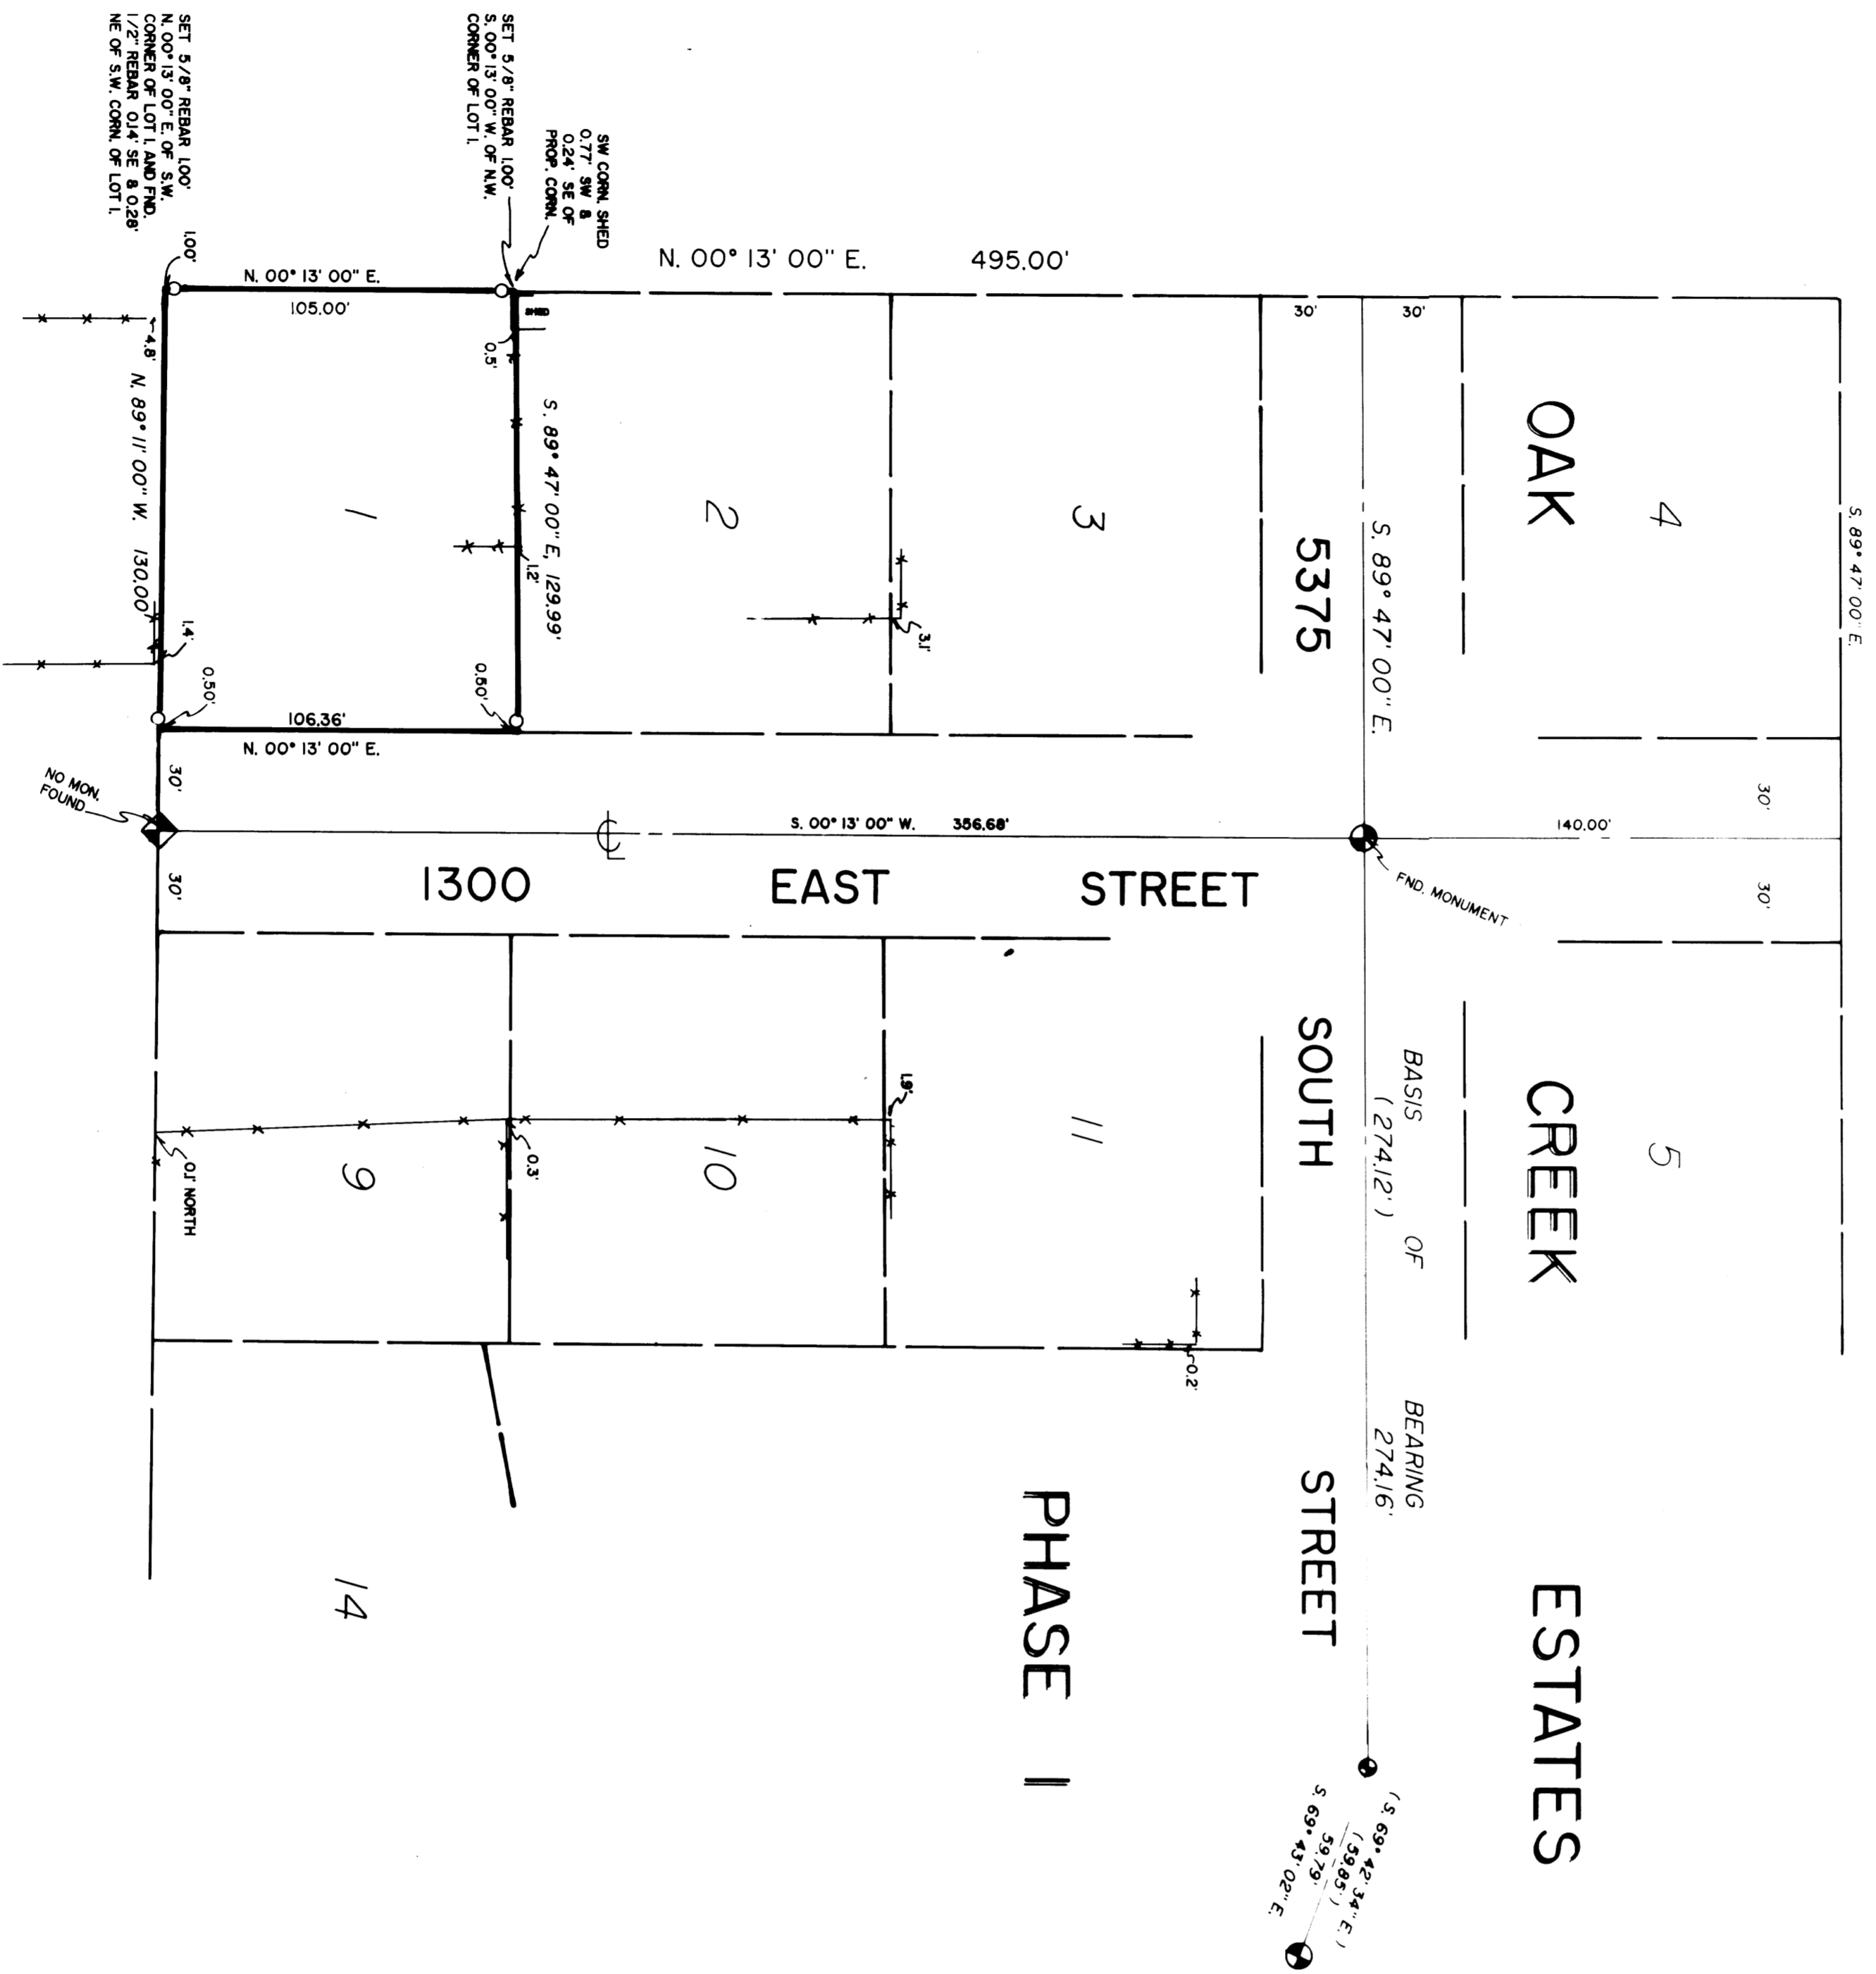 SET 5/8" REBAR 1.00'
N. 00° 13' 00" E. OF S.W.
CORNER OF LOT 1, AND FND.
1/2" REBAR 0.14' SE & 0.28'
NE OF S.W. CORN. OF LOT 1.
SET 5/8" REBAR 1.00'
S. 00° 13' 00" W. OF N.W.
CORNER OF LOT 1.
SW CORN. SHED
0.77' SW &
0.24' SE OF
PROP. CORN.
N. 00° 13' 00" E. 495.00'
1.00'
N. 00° 13' 00" E.
105.00'
SHED
0.5'
4.8'
N. 89° 11' 00" W. 130.00'
S. 89° 47' 00" E, 129.99'
1
2
3
4
1.2'
3.1'
1.4'
0.50'
0.50'
106.36'
N. 00° 13' 00" E.
30'
30'
OAK
CREEK
ESTATES
PHASE I
5375
SOUTH
STREET
S. 89° 47' 00" E.
S. 89° 47' 00" E.
BASIS OF BEARING
(274.12') 274.16'
30'
30'
NO MON.
FOUND
30'
30'
CL
S. 00° 13' 00" W. 356.68'
140.00'
1300 EAST STREET
FND. MONUMENT
5
1.9'
11
10
9
0.3'
0.1' NORTH
0.2'
14
(S. 69° 42' 34" E.)
(59.85')
59.79'
S. 69° 43' 02" E.